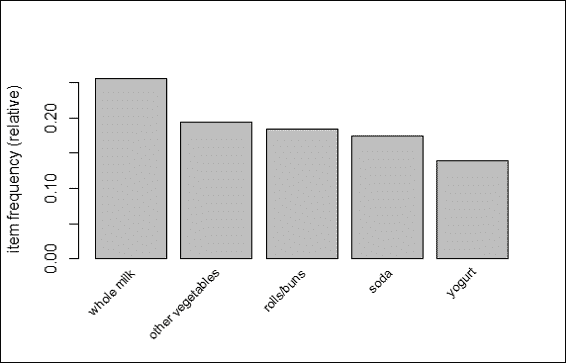 item frequency (relative)
0.20
0.10
0.00
whole milk
other vegetables
rolls/buns
soda
yogurt